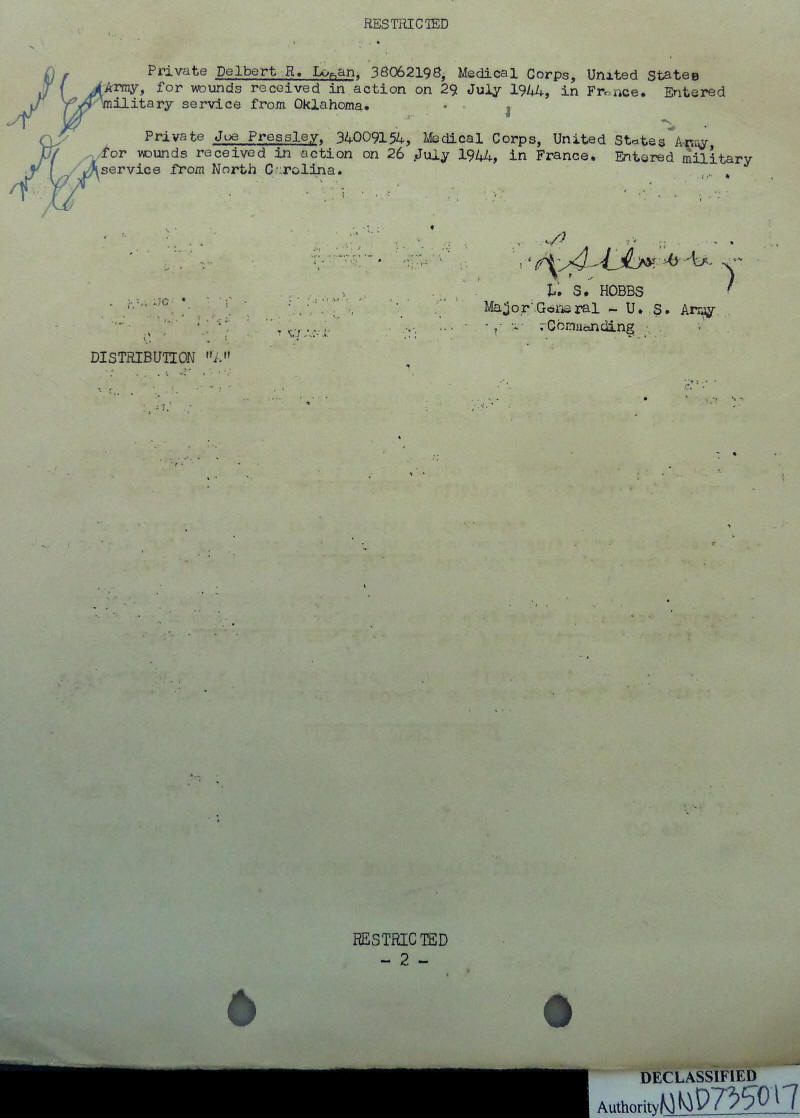 RESTRICTED
Private Delbert R. Logan, 38062198, Medical Corps, United States
Army, for wounds received in action on 29 July 1944, in France. Entered
military service from Oklahoma.
Private Joe Pressley, 34009154, Medical Corps, United States Army,
for wounds received in action on 26 July 1944, in France. Entered military
service from North Carolina.
L. S. HOBBS
Major General - U. S. Army
Commanding
DISTRIBUTION "A"
RESTRICTED
- 2 -
DECLASSIFIED
Authority NND735017